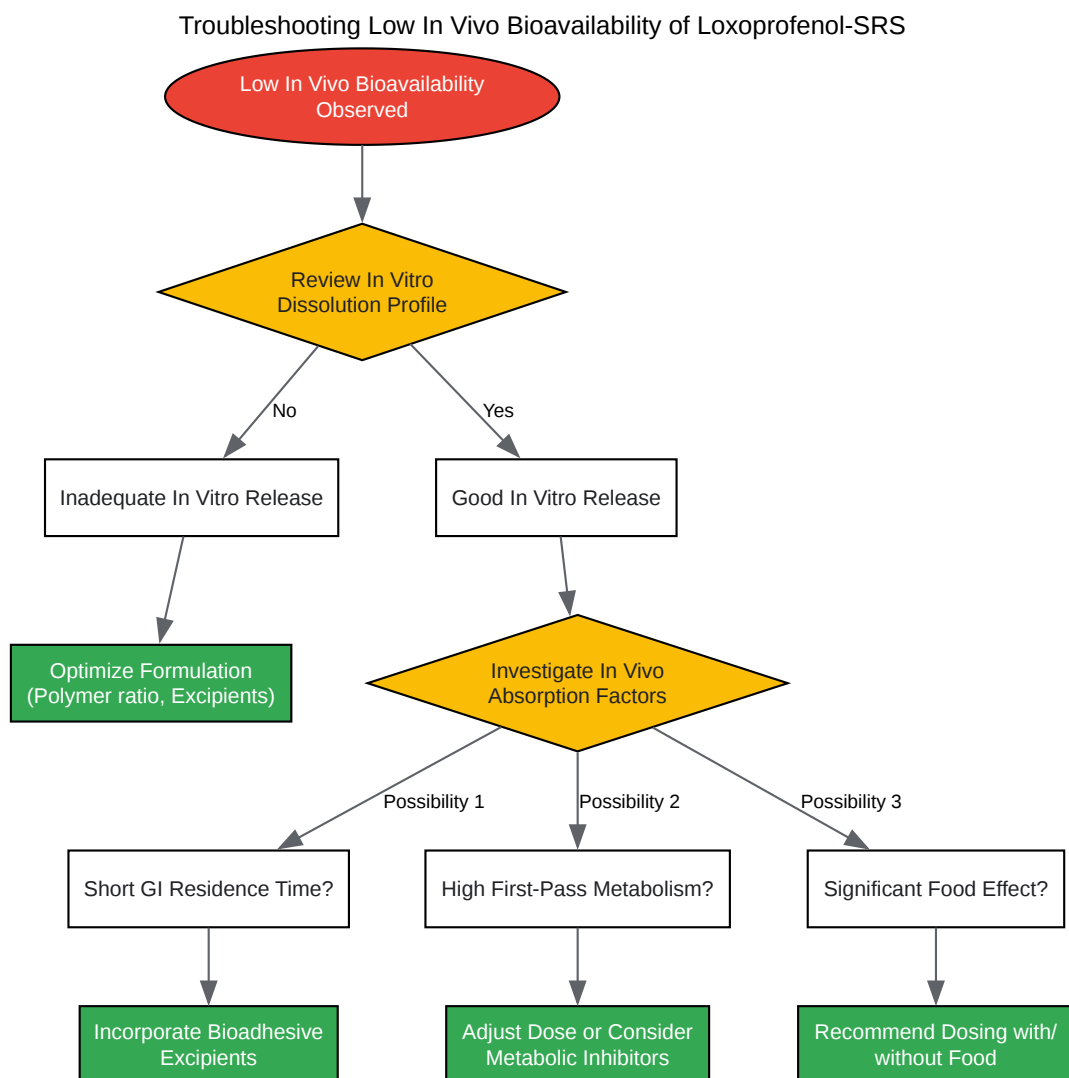 Troubleshooting Low In Vivo Bioavailability of Loxoprofenol-SRS
Low In Vivo Bioavailability
Observed
Review In Vitro
Dissolution Profile
No
Yes
Inadequate In Vitro Release
Good In Vitro Release
Optimize Formulation
(Polymer ratio, Excipients)
Investigate In Vivo
Absorption Factors
Possibility 1
Possibility 2
Possibility 3
Short GI Residence Time?
High First-Pass Metabolism?
Significant Food Effect?
Incorporate Bioadhesive
Excipients
Adjust Dose or Consider
Metabolic Inhibitors
Recommend Dosing with/
without Food